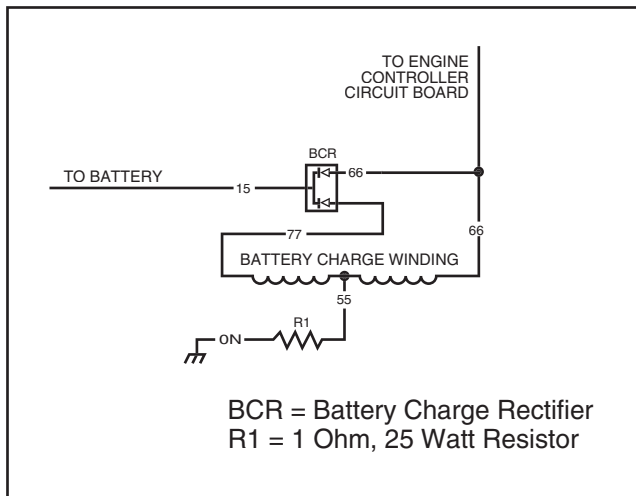 TO ENGINE
CONTROLLER
CIRCUIT BOARD
BCR
66
TO BATTERY
15
77
66
BATTERY CHARGE WINDING
55
R1
0N
BCR = Battery Charge Rectifier
R1 = 1 Ohm, 25 Watt Resistor